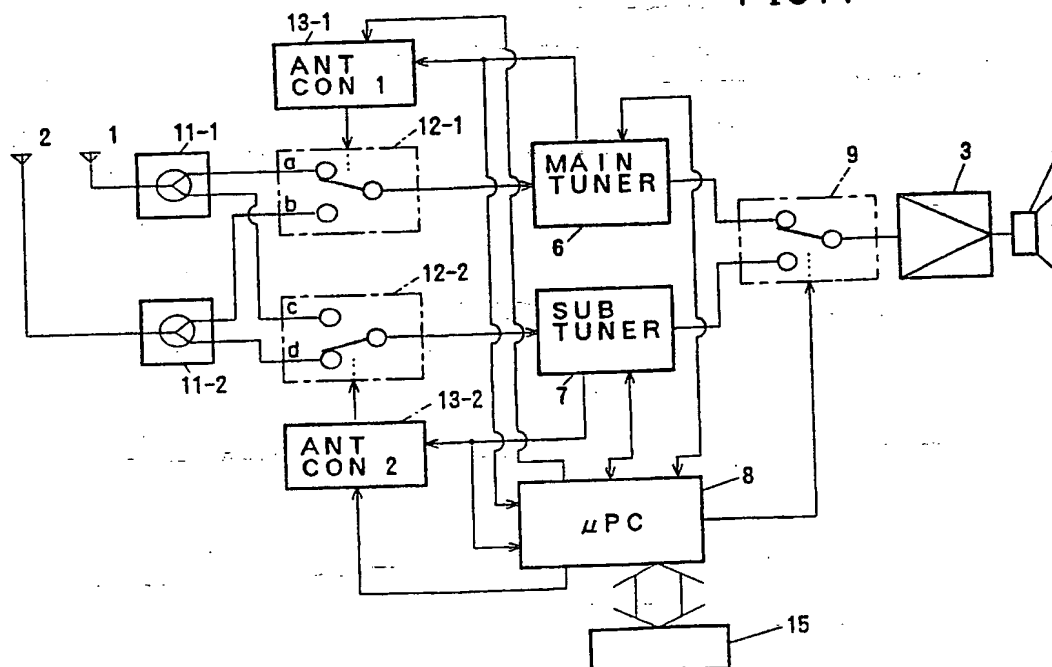 13-1
ANT
CON 1
2
1
11-1
12-1
a
b
MAIN
TUNER
6
9
3
11-2
12-2
c
d
SUB
TUNER
7
13-2
ANT
CON 2
8
μPC
15